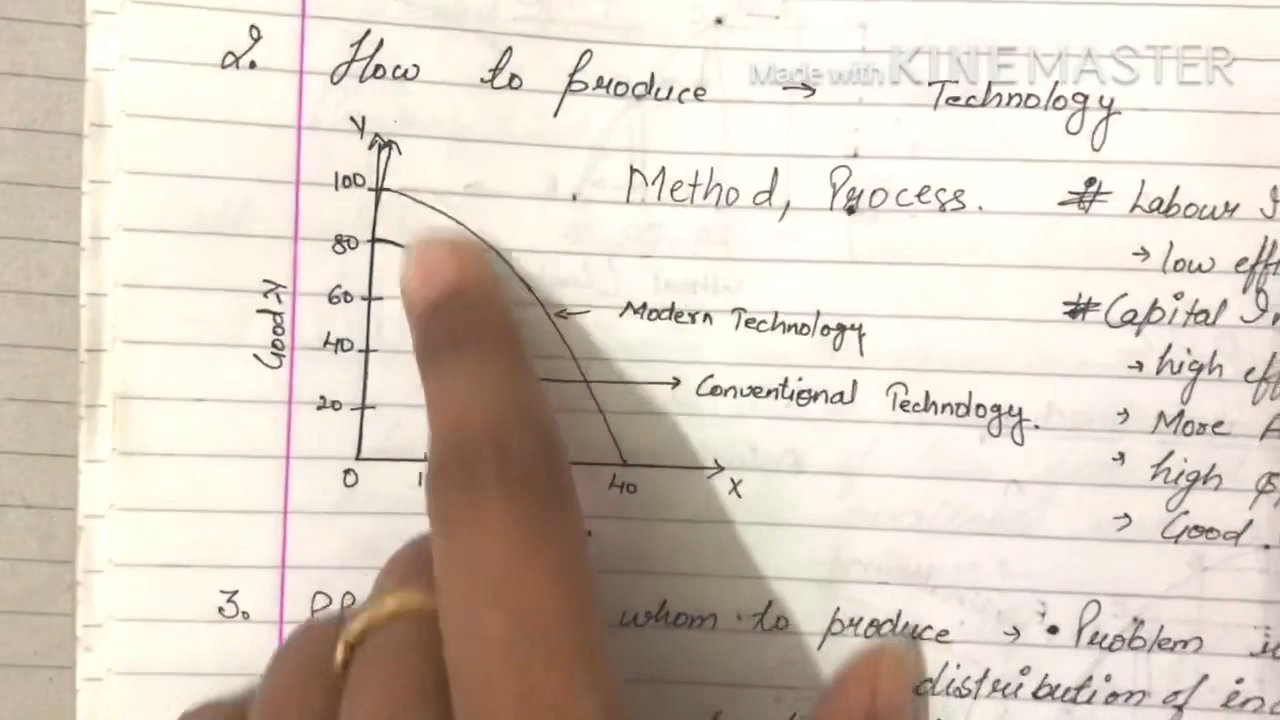 2. How to produce → Technology
Made with KINEMASTER
Method, Process.
# Labour
→ low
# Capital
→ high
→ More
→ high
→ Good.
Y
100
80
60
40
20
0
40
X
Good Y
← Modern Technology
→ Conventional Technology.
3. whom to produce → • Problem
distribution of